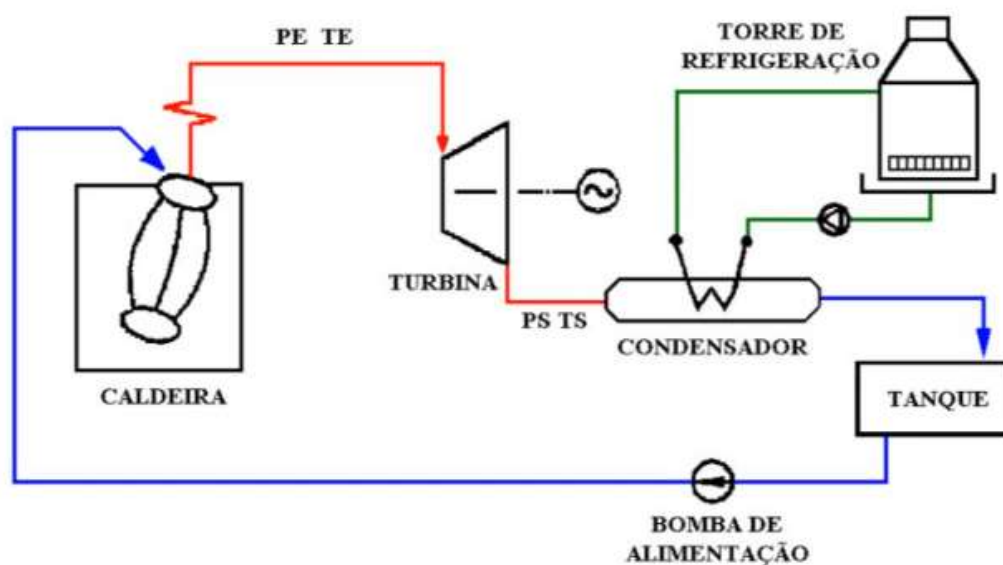 PE TE
TORRE DE
REFRIGERAÇÃO
TURBINA
PS TS
CONDENSADOR
CALDEIRA
TANQUE
BOMBA DE
ALIMENTAÇÃO